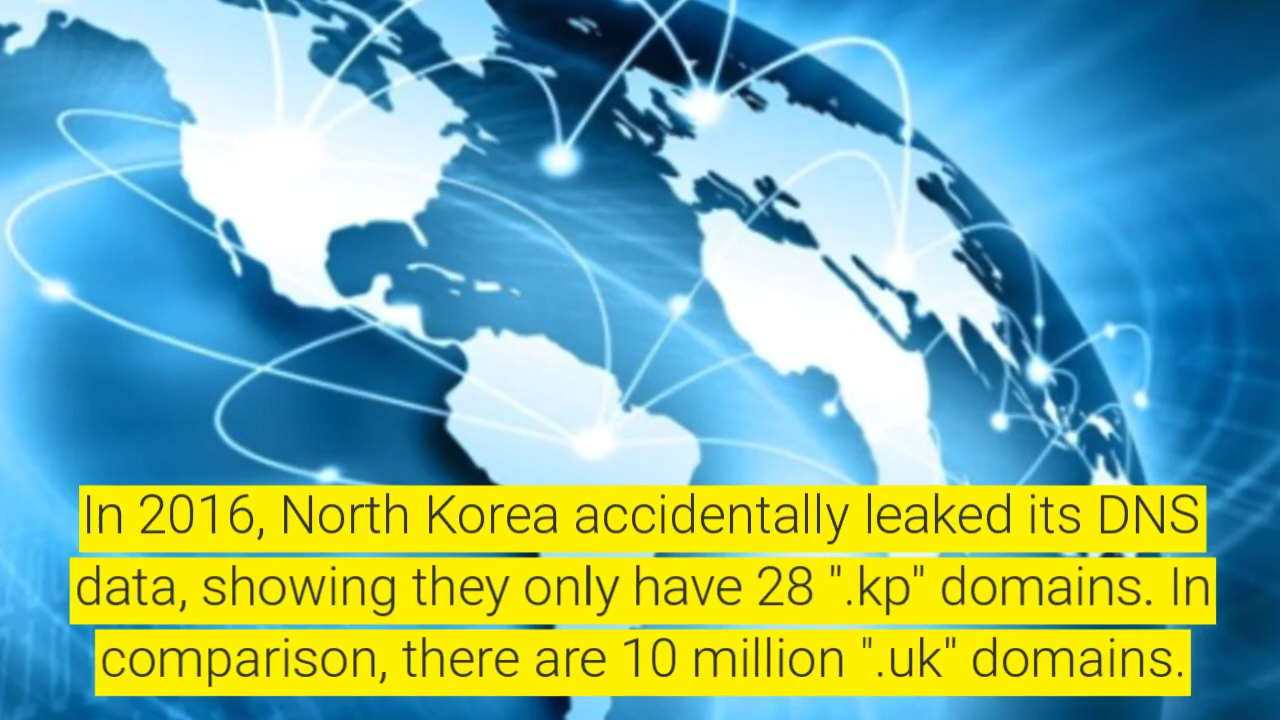 In 2016, North Korea accidentally leaked its DNS
data, showing they only have 28 ".kp" domains. In
comparison, there are 10 million ".uk" domains.